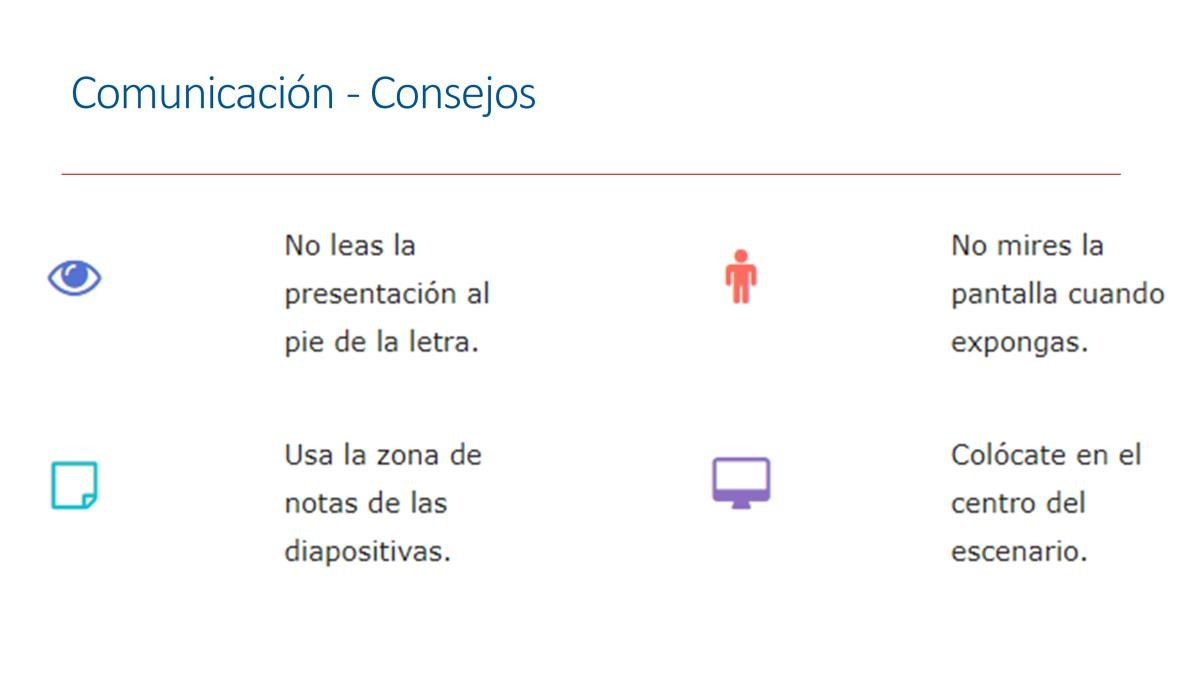 Comunicación - Consejos
No leas la
presentación al
pie de la letra.
No mires la
pantalla cuando
expongas.
Usa la zona de
notas de las
diapositivas.
Colócate en el
centro del
escenario.